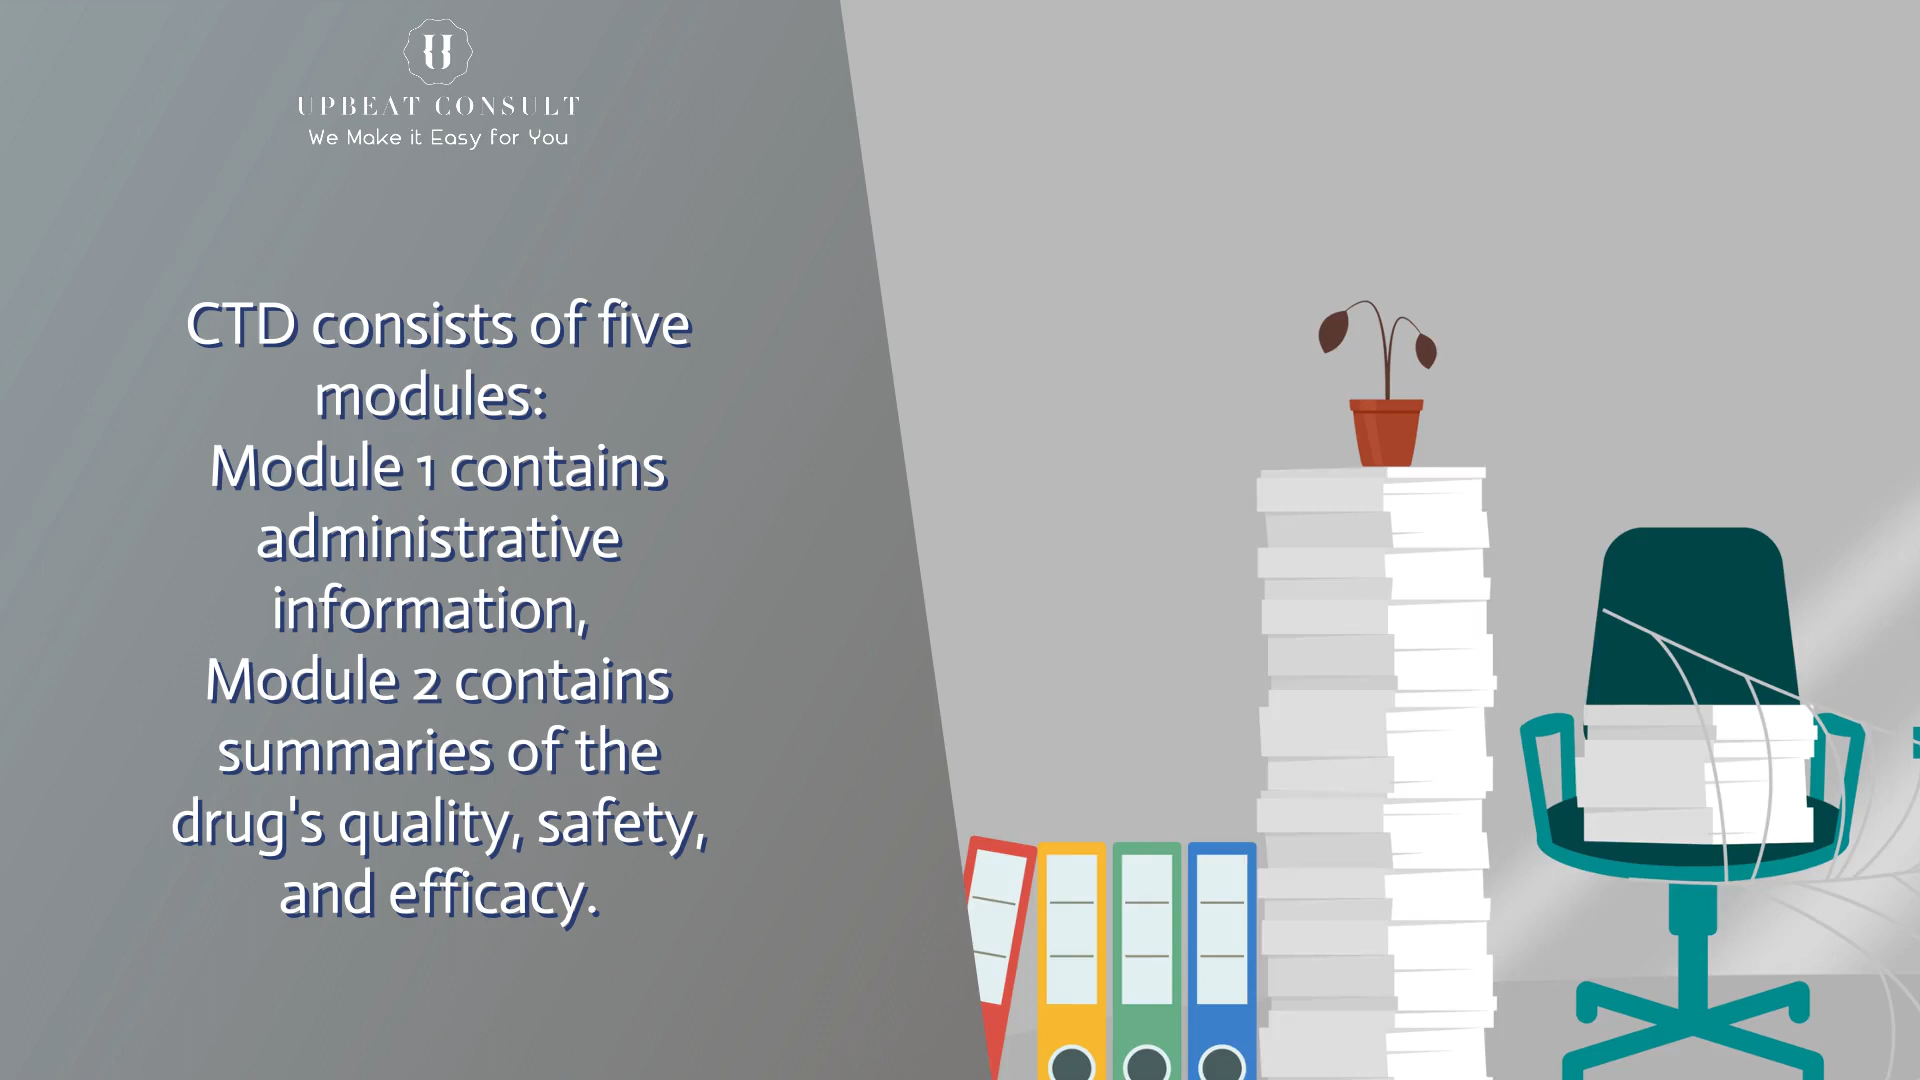 U
UPBEAT CONSULT
We Make it Easy for You
CTD consists of five
modules:
Module 1 contains
administrative
information,
Module 2 contains
summaries of the
drug's quality, safety,
and efficacy.